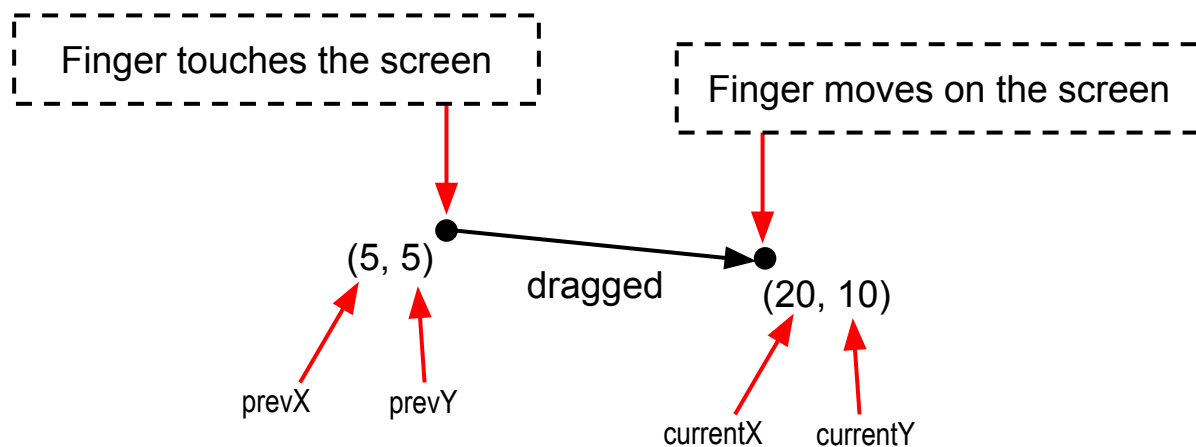 Finger touches the screen
Finger moves on the screen
(5, 5)
dragged
(20, 10)
prevX
prevY
currentX
currentY